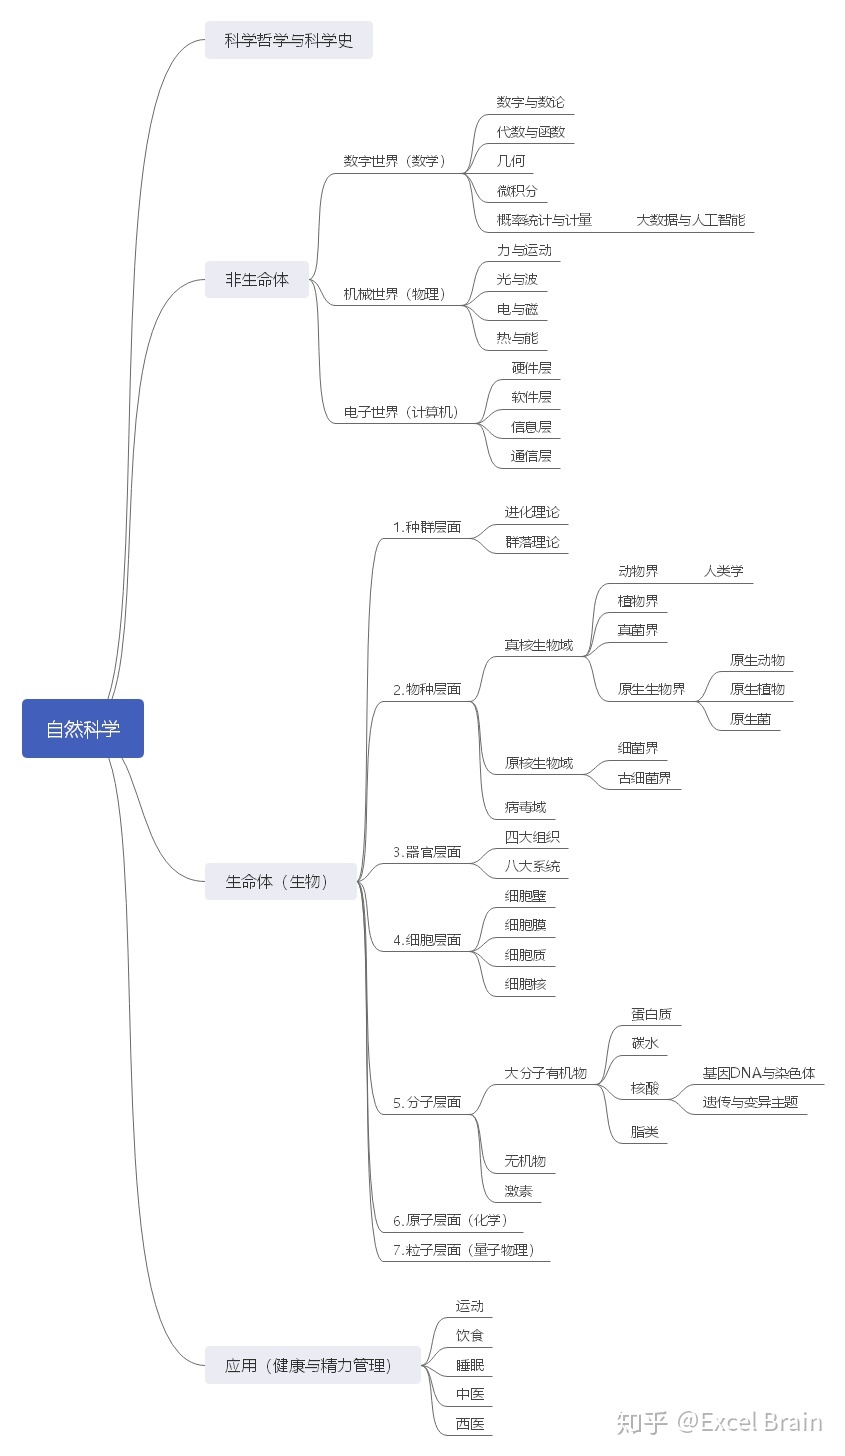 科学哲学与科学史
数字与数论
代数与函数
数字世界（数学）
几何
微积分
概率统计与计量
大数据与人工智能
力与运动
非生命体
光与波
机械世界（物理）
电与磁
热与能
硬件层
软件层
电子世界（计算机）
信息层
通信层
进化理论
1.种群层面
群落理论
动物界
人类学
植物界
真菌界
真核生物域
原生动物
2.物种层面
原生生物界
原生植物
原生菌
自然科学
细菌界
原核生物域
古细菌界
病毒域
四大组织
3.器官层面
八大系统
生命体（生物）
细胞壁
细胞膜
4.细胞层面
细胞质
细胞核
蛋白质
碳水
大分子有机物
基因DNA与染色体
核酸
5.分子层面
遗传与变异主题
脂类
无机物
激素
6.原子层面（化学）
7.粒子层面（量子物理）
运动
饮食
应用（健康与精力管理）
睡眠
中医
西医
知乎 @Excel Brain